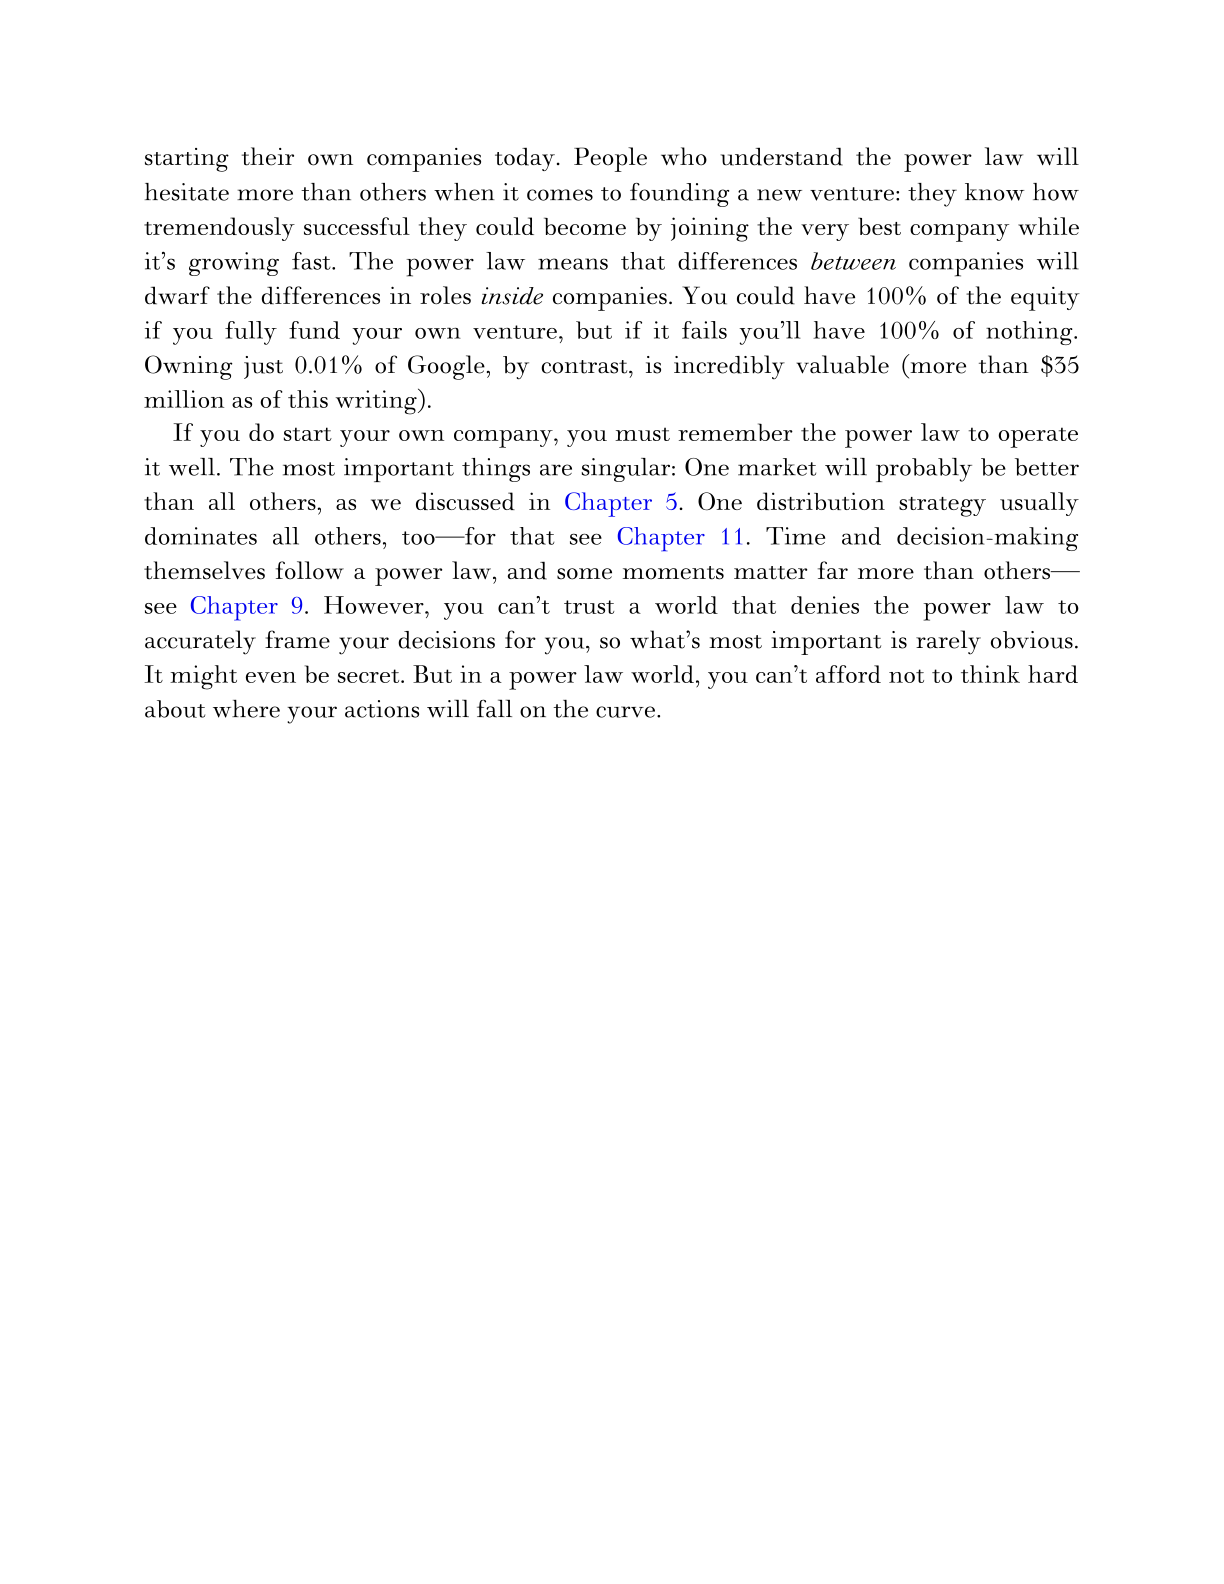 starting their own companies today. People who understand the power law will
hesitate more than others when it comes to founding a new venture: they know how
tremendously successful they could become by joining the very best company while
it’s growing fast. The power law means that differences between companies will
dwarf the differences in roles inside companies. You could have 100% of the equity
if you fully fund your own venture, but if it fails you’ll have 100% of nothing.
Owning just 0.01% of Google, by contrast, is incredibly valuable (more than $35
million as of this writing).
If you do start your own company, you must remember the power law to operate
it well. The most important things are singular: One market will probably be better
than all others, as we discussed in Chapter 5. One distribution strategy usually
dominates all others, too—for that see Chapter 11. Time and decision-making
themselves follow a power law, and some moments matter far more than others—
see Chapter 9. However, you can’t trust a world that denies the power law to
accurately frame your decisions for you, so what’s most important is rarely obvious.
It might even be secret. But in a power law world, you can’t afford not to think hard
about where your actions will fall on the curve.